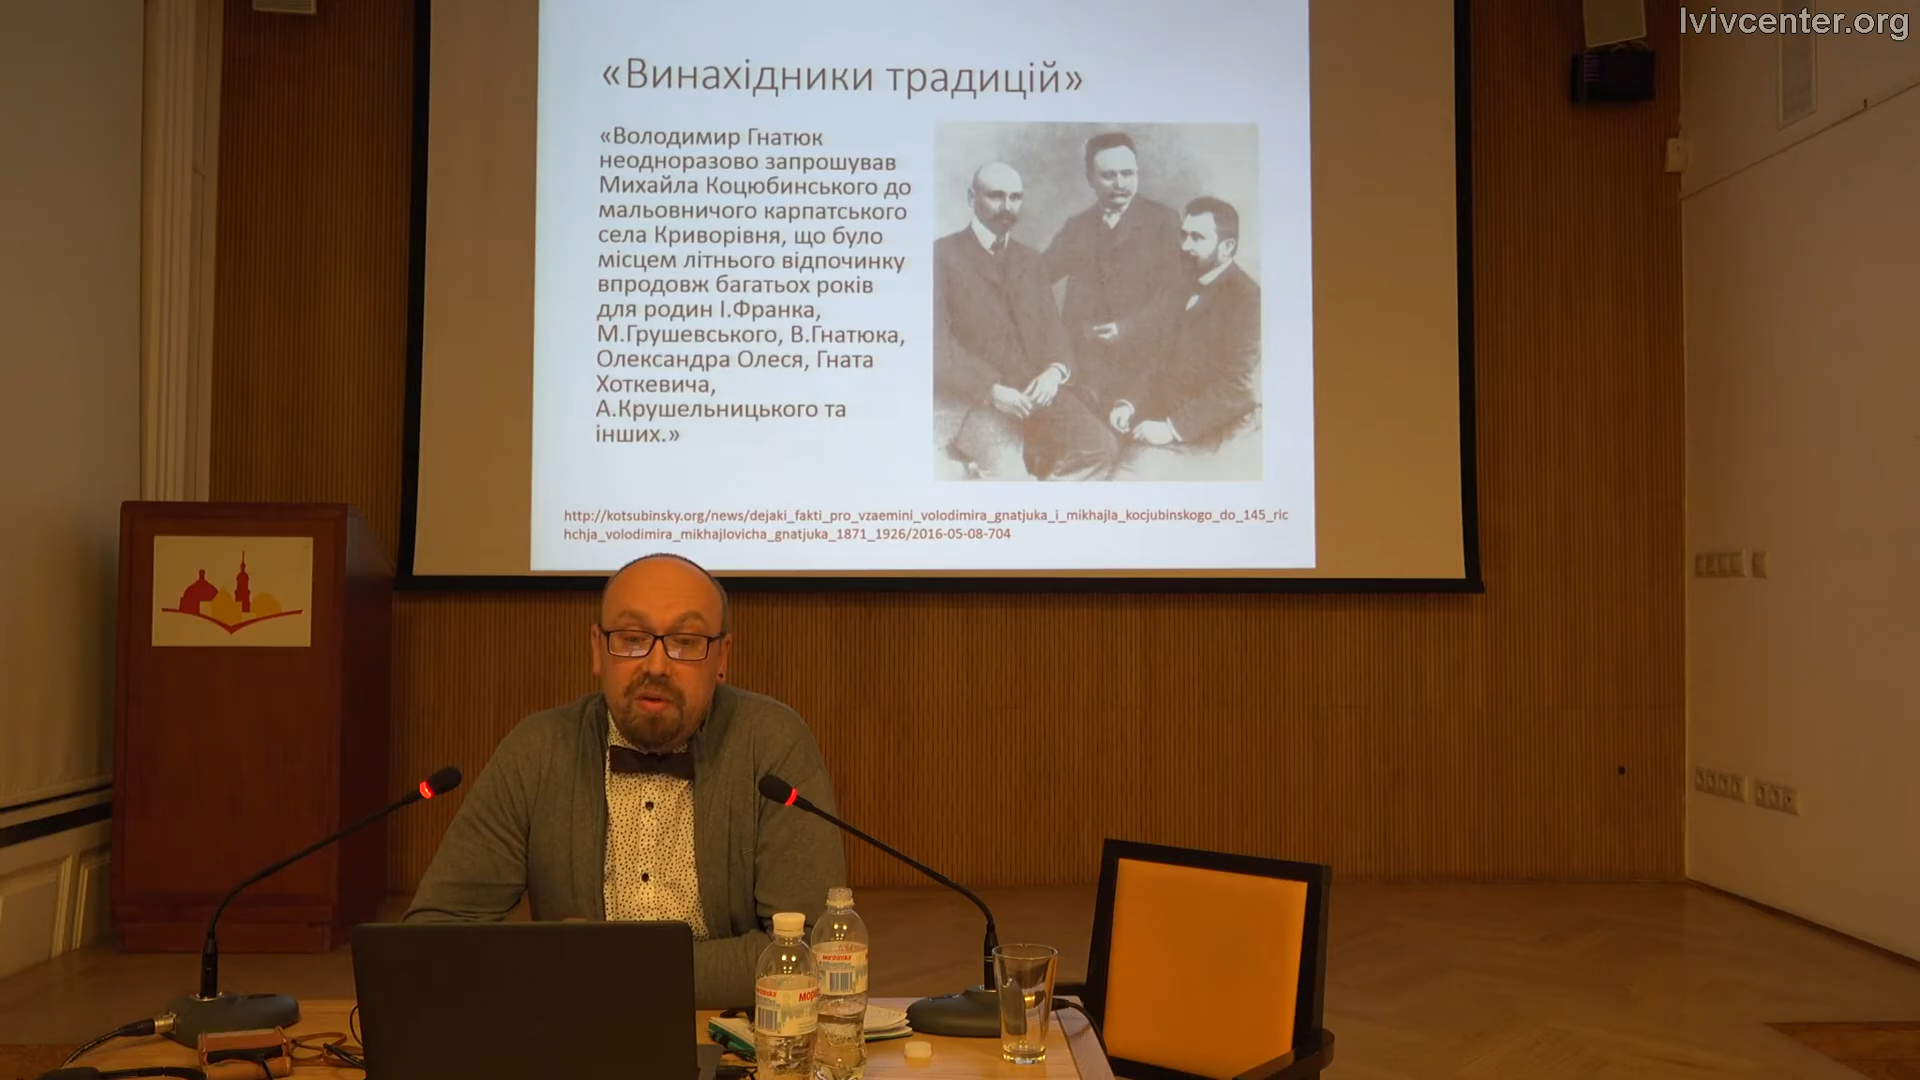 lvivcenter.org
«Винахідники традицій»
«Володимир Гнатюк
неодноразово запрошував
Михайла Коцюбинського до
мальовничого карпатського
села Криворівня, що було
місцем літнього відпочинку
впродовж багатьох років
для родин І.Франка,
М.Грушевського, В.Гнатюка,
Олександра Олеся, Гната
Хоткевича,
А.Крушельницького та
інших.»
http://kotsubinsky.org/news/dejaki_fakti_pro_vzaemini_volodimira_gnatjuka_i_mikhajla_kocjubinskogo_do_145_ric
hchja_volodimira_mikhajlovicha_gnatjuka_1871_1926/2016-05-08-704